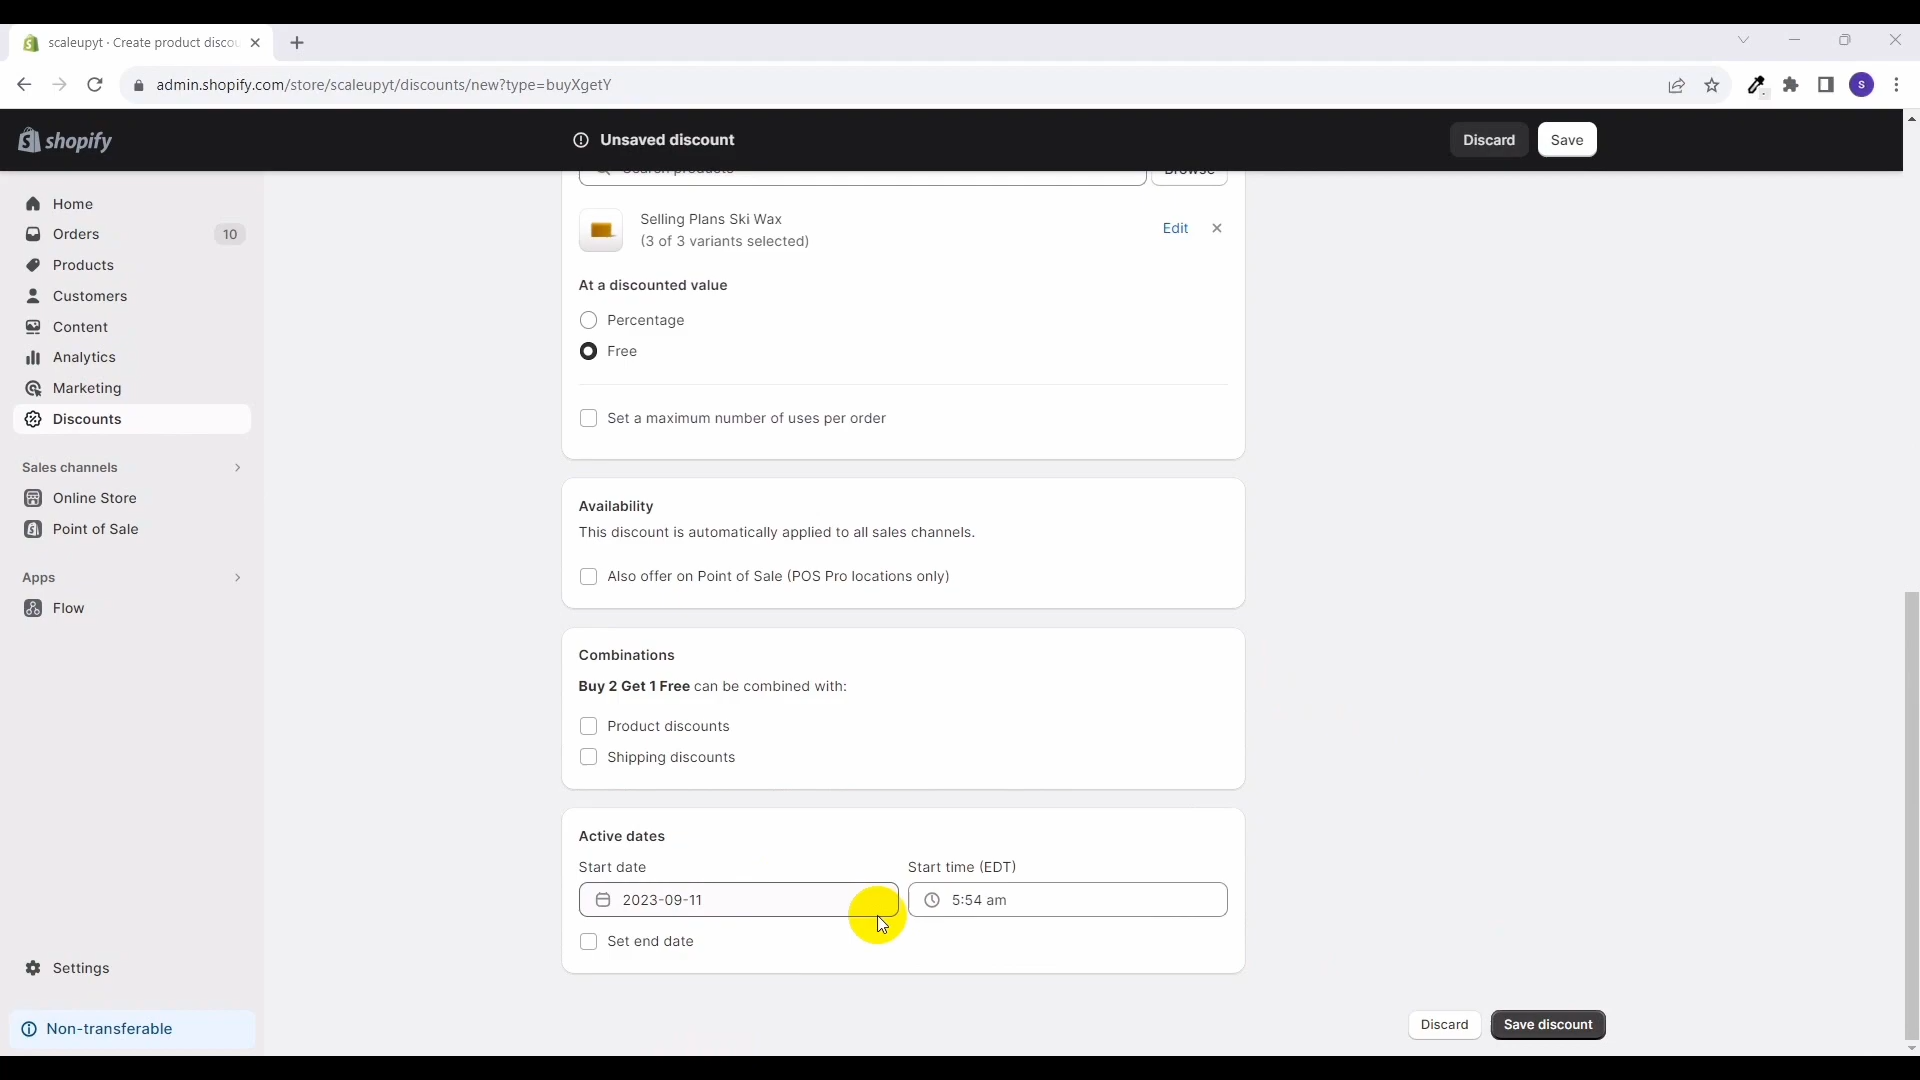 scaleupyt · Create product discou
admin.shopify.com/store/scaleupyt/discounts/new?type=buyXgetY
S
shopify
Unsaved discount
Discard
Save
Search products
Browse
Home
Orders
10
Products
Customers
Content
Analytics
Marketing
Discounts
Sales channels
Online Store
Point of Sale
Apps
Flow
Settings
Non-transferable
Selling Plans Ski Wax
(3 of 3 variants selected)
Edit
At a discounted value
Percentage
Free
Set a maximum number of uses per order
Availability
This discount is automatically applied to all sales channels.
Also offer on Point of Sale (POS Pro locations only)
Combinations
Buy 2 Get 1 Free can be combined with:
Product discounts
Shipping discounts
Active dates
Start date
Start time (EDT)
2023-09-11
5:54 am
Set end date
Discard
Save discount